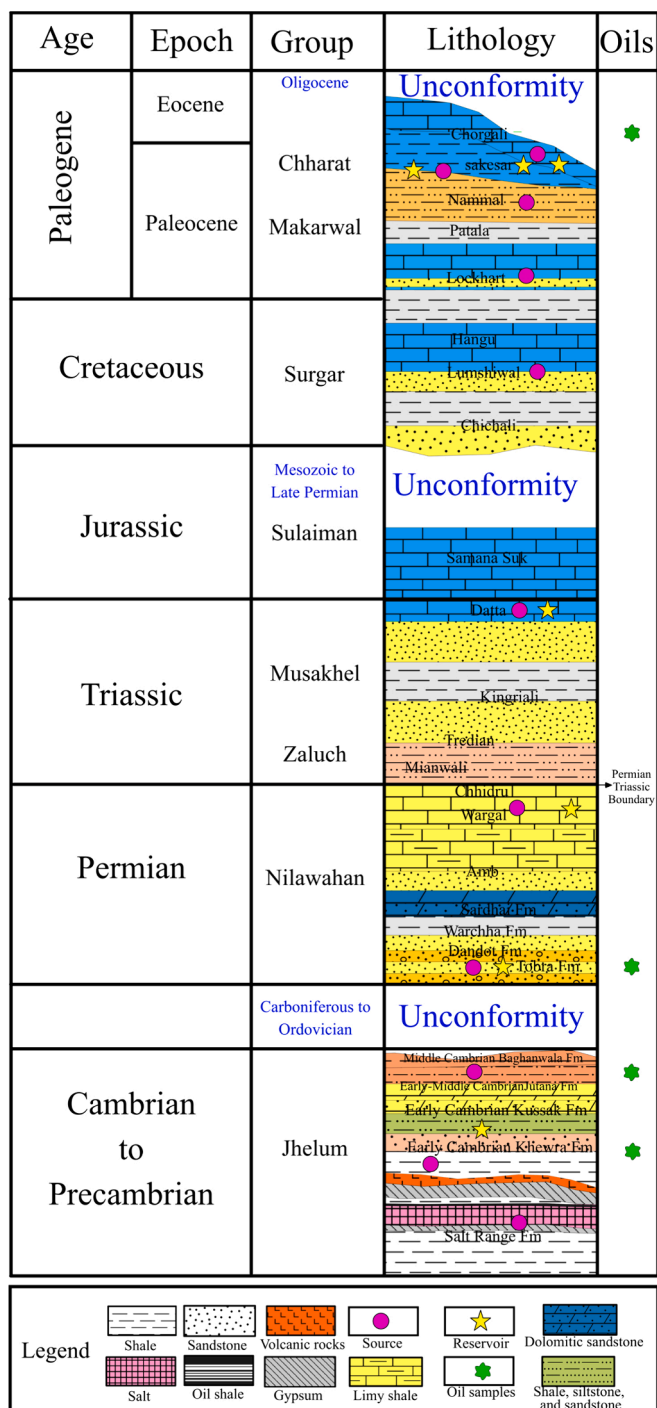 Age Epoch Group Lithology Oils
Paleogene
Eocene
Paleocene
Oligocene
Chharat
Makarwal
Unconformity
Chorgali
sakesar
Nammal
Patala
Lockhart
Cretaceous
Surgar
Hangu
Lumshiwal
Chichali
Jurassic
Mesozoic to
Late Permian
Sulaiman
Unconformity
Samana Suk
Datta
Triassic
Musakhel
Zaluch
Kingriali
Tredian
Mianwali
Permian
Triassic
Boundary
Permian
Nilawahan
Chhidru
Wargal
Amb
Sardhai Fm
Warchha Fm
Dandot Fm
Tobra Fm
Carboniferous to
Ordovician
Unconformity
Cambrian
to
Precambrian
Jhelum
Middle Cambrian Baghanwala Fm
Early-Middle CambrianJutana Fm
Early Cambrian Kussak Fm
Early Cambrian Khewra Fm
Salt Range Fm
Legend
Shale Sandstone Volcanic rocks Source Reservoir Dolomitic sandstone
Salt Oil shale Gypsum Limy shale Oil samples Shale, siltstone,
and sandstone